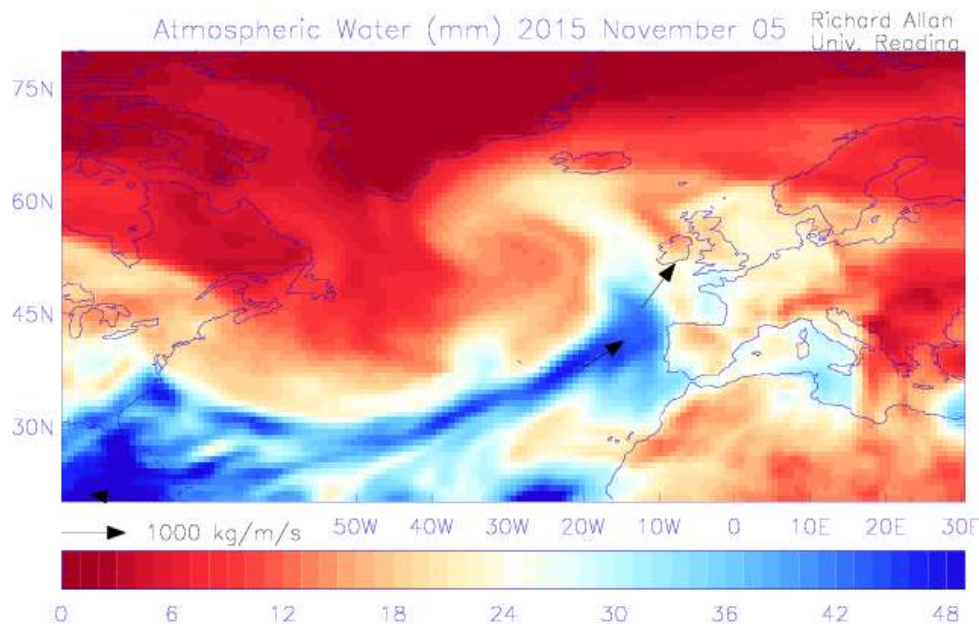 Atmospheric Water (mm) 2015 November 05
Richard Allan
Univ. Reading
75N
60N
45N
30N
50W 40W 30W 20W 10W 0 10E 20E 30E
1000 kg/m/s
0 6 12 18 24 30 36 42 48